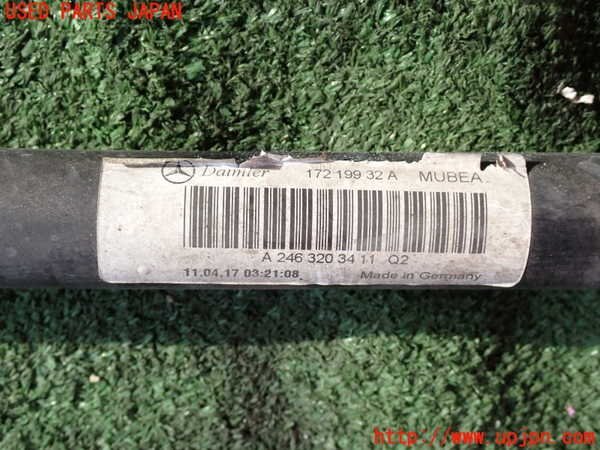 USED PARTS JAPAN
Daimler 172 199 32 A MUBEA
A 246 320 34 11 Q2
11.04.17 03:21:08 Made in Germany
http://www.upjpn.com/